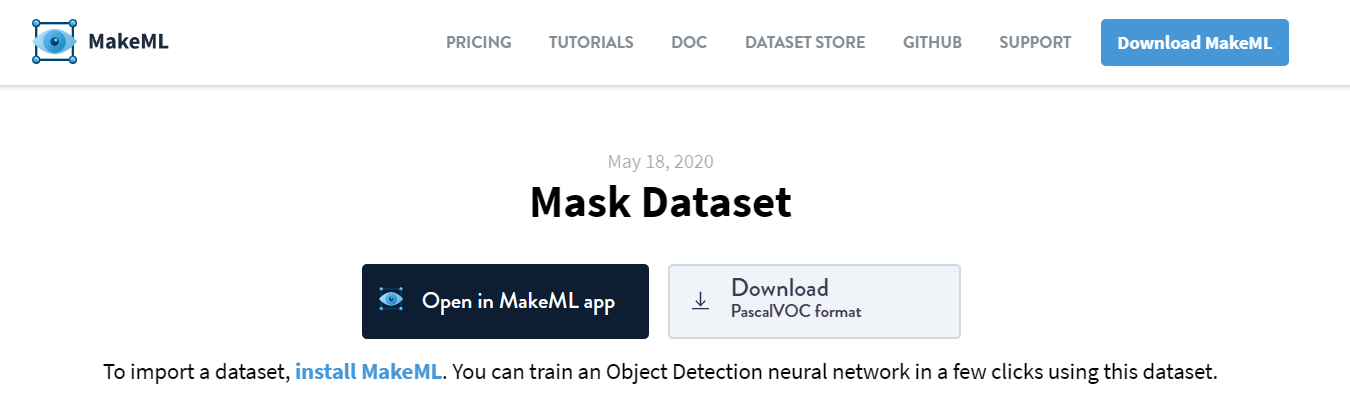 MakeML
PRICING TUTORIALS DOC DATASET STORE GITHUB SUPPORT Download MakeML
May 18, 2020
Mask Dataset
Open in MakeML app
Download
PascalVOC format
To import a dataset, install MakeML. You can train an Object Detection neural network in a few clicks using this dataset.